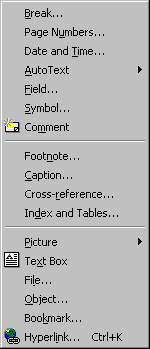 Break...
Page Numbers...
Date and Time...
AutoText
Field...
Symbol...
Comment
Footnote...
Caption...
Cross-reference...
Index and Tables...
Picture
Text Box
File...
Object...
Bookmark...
Hyperlink... Ctrl+K